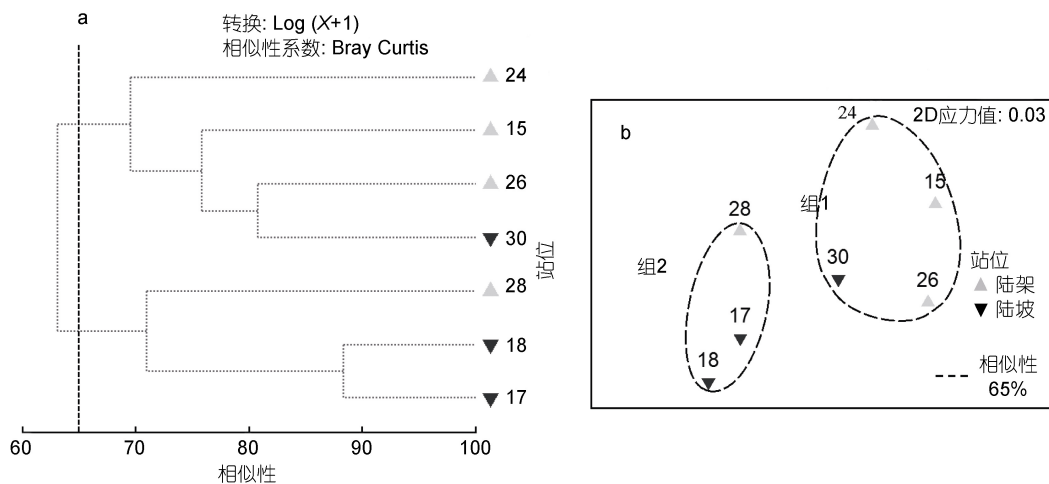 a
转换: Log (X+1)
相似性系数: Bray Curtis
24
15
26
30
28
18
17
站位
60 70 80 90 100
相似性
b
2D应力值: 0.03
24
15
组1
28
组2
30
26
17
18
站位
陆架
陆坡
相似性
65%